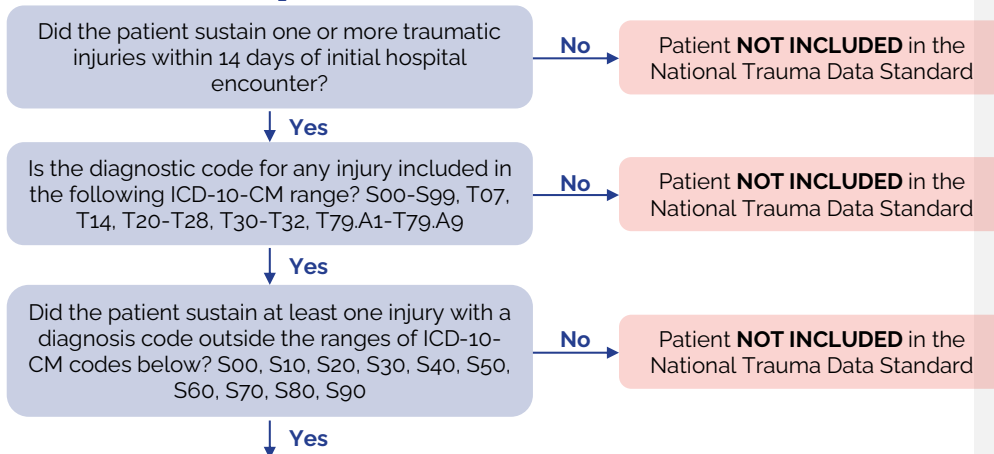 Did the patient sustain one or more traumatic
injuries within 14 days of initial hospital
encounter?
No
Patient NOT INCLUDED in the
National Trauma Data Standard
Yes
Is the diagnostic code for any injury included in
the following ICD-10-CM range? S00-S99, T07,
T14, T20-T28, T30-T32, T79.A1-T79.A9
No
Patient NOT INCLUDED in the
National Trauma Data Standard
Yes
Did the patient sustain at least one injury with a
diagnosis code outside the ranges of ICD-10-
CM codes below? S00, S10, S20, S30, S40, S50,
S60, S70, S80, S90
No
Patient NOT INCLUDED in the
National Trauma Data Standard
Yes